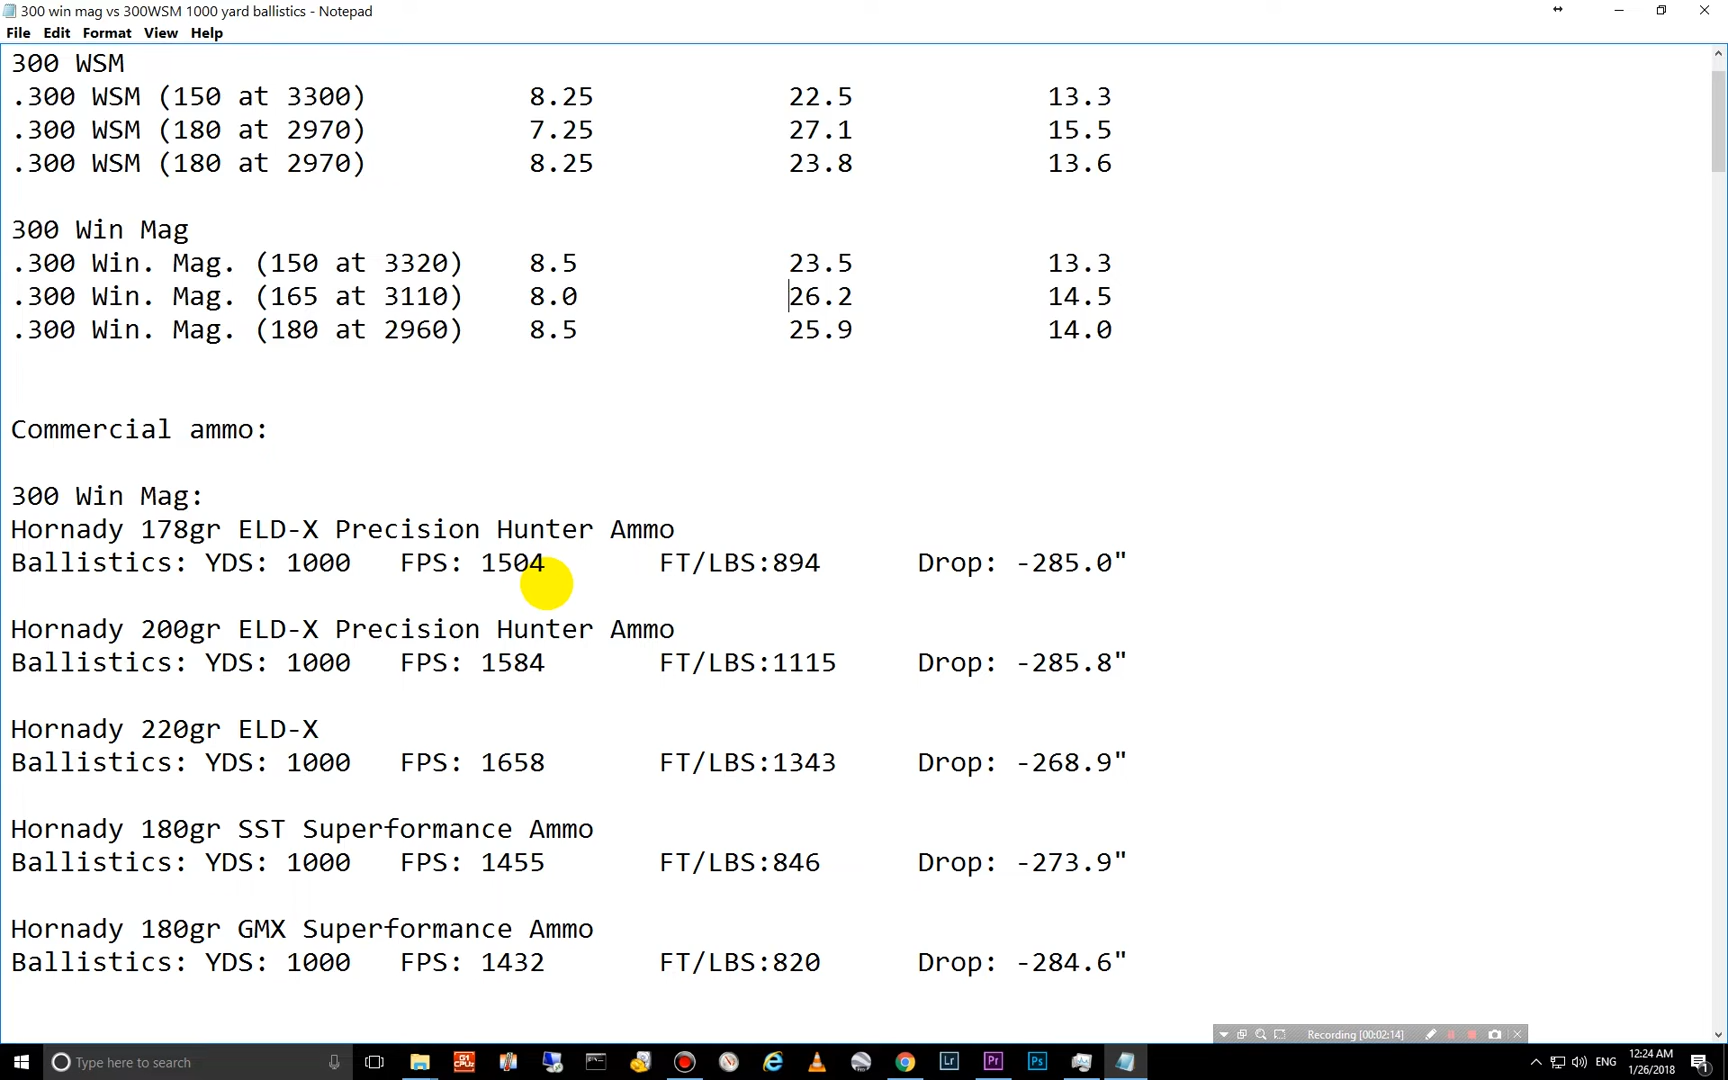 300 win mag vs 300WSM 1000 yard ballistics - Notepad
File Edit Format View Help
300 WSM
.300 WSM (150 at 3300) 8.25 22.5 13.3
.300 WSM (180 at 2970) 7.25 27.1 15.5
.300 WSM (180 at 2970) 8.25 23.8 13.6
300 Win Mag
.300 Win. Mag. (150 at 3320) 8.5 23.5 13.3
.300 Win. Mag. (165 at 3110) 8.0 26.2 14.5
.300 Win. Mag. (180 at 2960) 8.5 25.9 14.0
Commercial ammo:
300 Win Mag:
Hornady 178gr ELD-X Precision Hunter Ammo
Ballistics: YDS: 1000 FPS: 1504 FT/LBS:894 Drop: -285.0"
Hornady 200gr ELD-X Precision Hunter Ammo
Ballistics: YDS: 1000 FPS: 1584 FT/LBS:1115 Drop: -285.8"
Hornady 220gr ELD-X
Ballistics: YDS: 1000 FPS: 1658 FT/LBS:1343 Drop: -268.9"
Hornady 180gr SST Superformance Ammo
Ballistics: YDS: 1000 FPS: 1455 FT/LBS:846 Drop: -273.9"
Hornady 180gr GMX Superformance Ammo
Ballistics: YDS: 1000 FPS: 1432 FT/LBS:820 Drop: -284.6"
Recording [00:02:14]
Type here to search
Lr Pr Ps
ENG
12:24 AM
1/26/2018